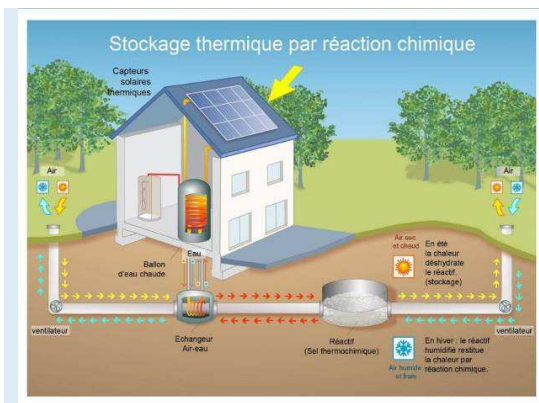 Stockage thermique par réaction chimique
Capteurs
solaires
thermiques
Air
Air
Eau
Ballon
d'eau chaude
Air sec
et chaud
En été
la chaleur
déshydrate
le réactif.
(stockage)
ventilateur
Echangeur
Air-eau
Réactif
(Sel thermochimique)
ventilateur
Air humide
et frais
En hiver : le réactif
humidifié restitue
la chaleur par
réaction chimique.